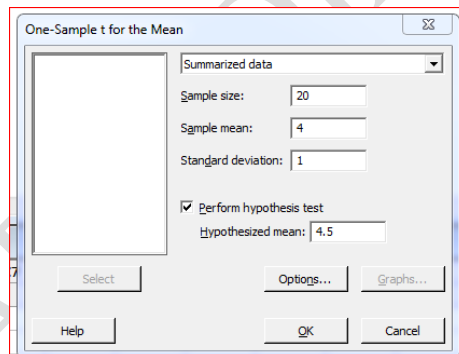 One-Sample t for the Mean
Summarized data
Sample size: 20
Sample mean: 4
Standard deviation: 1
Perform hypothesis test
Hypothesized mean: 4.5
Select Options... Graphs...
Help OK Cancel